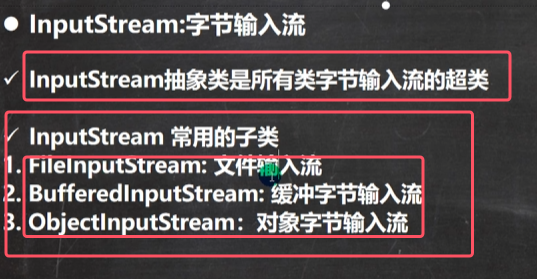 ● InputStream:字节输入流
✓ InputStream抽象类是所有类字节输入流的超类
✓ InputStream 常用的子类
1. FileInputStream: 文件输入流
2. BufferedInputStream: 缓冲字节输入流
3. ObjectInputStream: 对象字节输入流